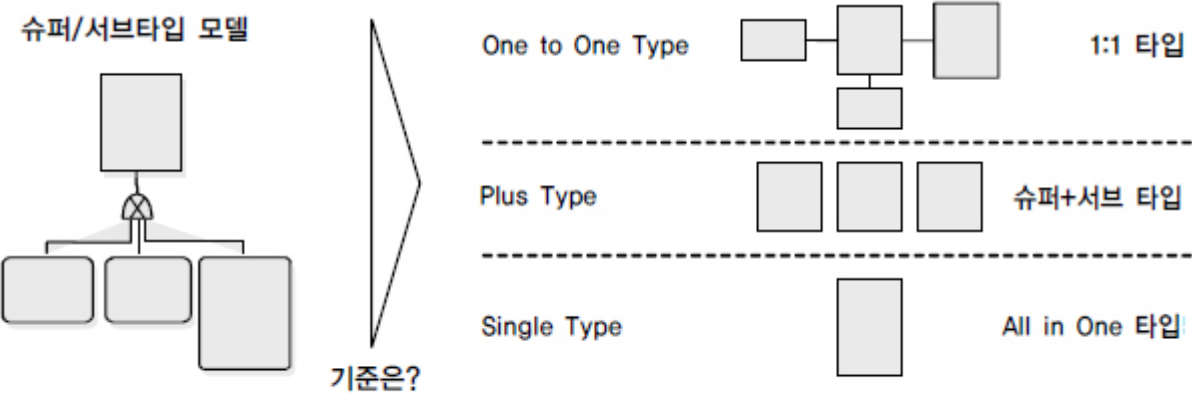 슈퍼/서브타입 모델
기준은?
One to One Type
1:1 타입
Plus Type
슈퍼+서브 타입
Single Type
All in One 타입